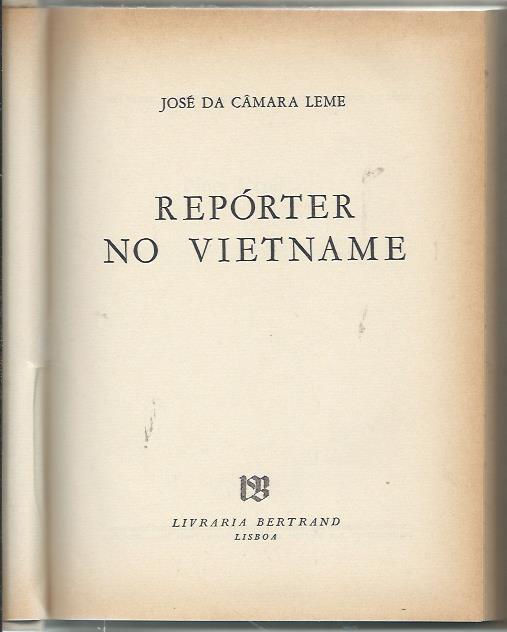 JOSÉ DA CÂMARA LEME
REPÓRTER
NO VIETNAME
LIVRARIA BERTRAND
LISBOA